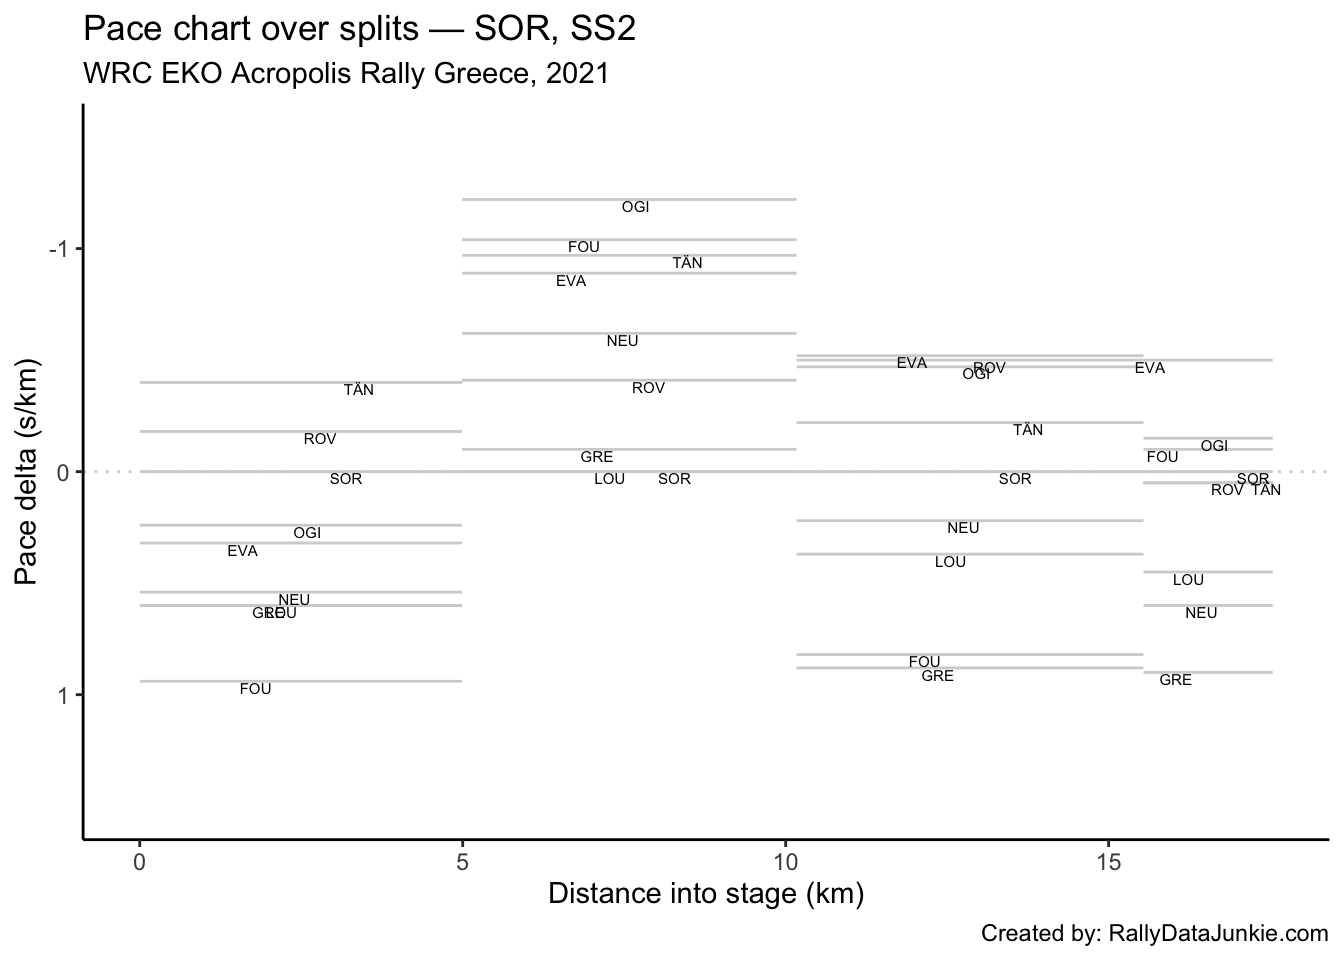 Pace chart over splits — SOR, SS2
WRC EKO Acropolis Rally Greece, 2021
OGI
-1
FOU
TÄN
EVA
NEU
EVA
ROV
EVA
OGI
TÄN
ROV
TÄN
ROV
OGI
GRE
FOU
0
SOR
LOU
SOR
SOR
SOR
ROV
TÄN
OGI
NEU
EVA
LOU
LOU
NEU
GRE
LOU
NEU
FOU
GRE
GRE
FOU
1
Pace delta (s/km)
0
5
10
15
Distance into stage (km)
Created by: RallyDataJunkie.com